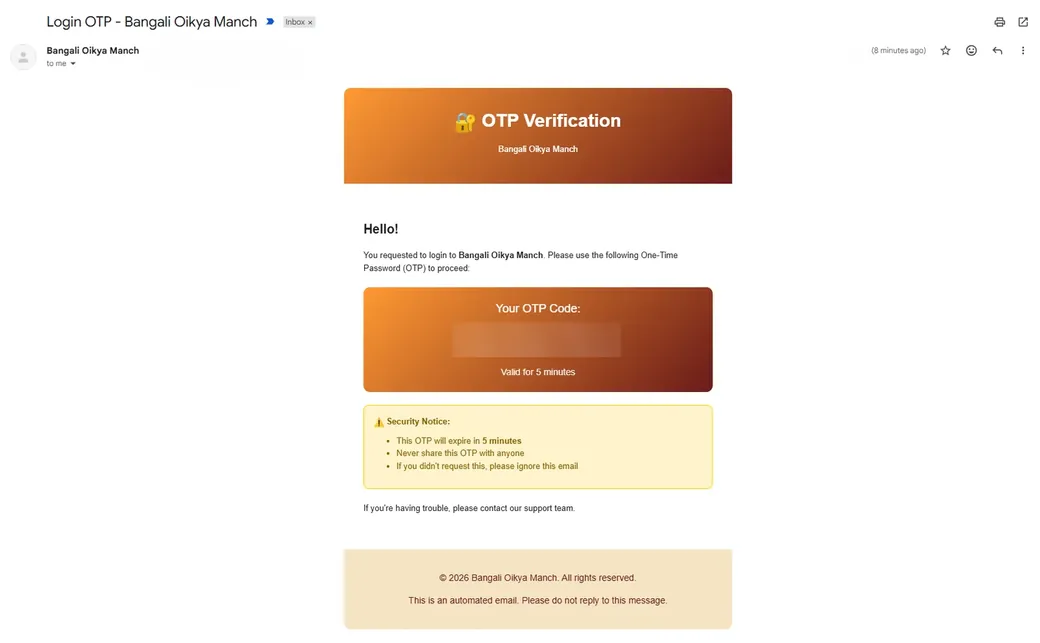 Login OTP - Bangali Oikya Manch
Inbox ×
Bangali Oikya Manch
to me
(8 minutes ago)
OTP Verification
Bangali Oikya Manch
Hello!
You requested to login to Bangali Oikya Manch. Please use the following One-Time
Password (OTP) to proceed:
Your OTP Code:
Valid for 5 minutes
Security Notice:
• This OTP will expire in 5 minutes
• Never share this OTP with anyone
• If you didn't request this, please ignore this email
If you're having trouble, please contact our support team.
© 2026 Bangali Oikya Manch. All rights reserved.
This is an automated email. Please do not reply to this message.